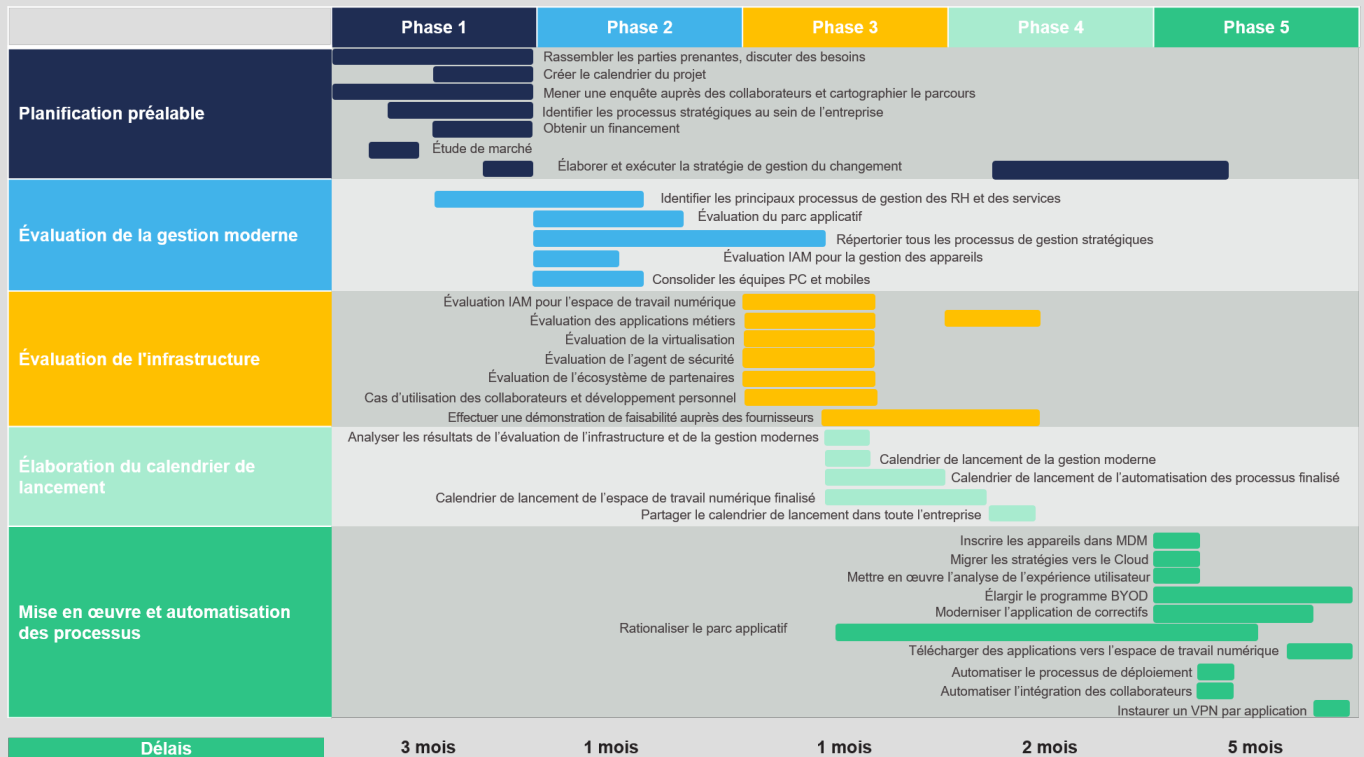 Phase 1
Phase 2
Phase 3
Phase 4
Phase 5
Planification préalable
Rassembler les parties prenantes, discuter des besoins
Créer le calendrier du projet
Mener une enquête auprès des collaborateurs et cartographier le parcours
Identifier les processus stratégiques au sein de l’entreprise
Obtenir un financement
Étude de marché
Élaborer et exécuter la stratégie de gestion du changement
Évaluation de la gestion moderne
Identifier les principaux processus de gestion des RH et des services
Évaluation du parc applicatif
Répertorier tous les processus de gestion stratégiques
Évaluation IAM pour la gestion des appareils
Consolider les équipes PC et mobiles
Évaluation de l'infrastructure
Évaluation IAM pour l’espace de travail numérique
Évaluation des applications métiers
Évaluation de la virtualisation
Évaluation de l’agent de sécurité
Évaluation de l’écosystème de partenaires
Cas d’utilisation des collaborateurs et développement personnel
Effectuer une démonstration de faisabilité auprès des fournisseurs
Élaboration du calendrier de
lancement
Analyser les résultats de l’évaluation de l’infrastructure et de la gestion modernes
Calendrier de lancement de la gestion moderne
Calendrier de lancement de l’automatisation des processus finalisé
Calendrier de lancement de l’espace de travail numérique finalisé
Partager le calendrier de lancement dans toute l’entreprise
Mise en œuvre et automatisation
des processus
Inscrire les appareils dans MDM
Migrer les stratégies vers le Cloud
Mettre en œuvre l’analyse de l’expérience utilisateur
Élargir le programme BYOD
Moderniser l’application de correctifs
Rationaliser le parc applicatif
Télécharger des applications vers l’espace de travail numérique
Automatiser le processus de déploiement
Automatiser l’intégration des collaborateurs
Instaurer un VPN par application
Délais
3 mois
1 mois
1 mois
2 mois
5 mois